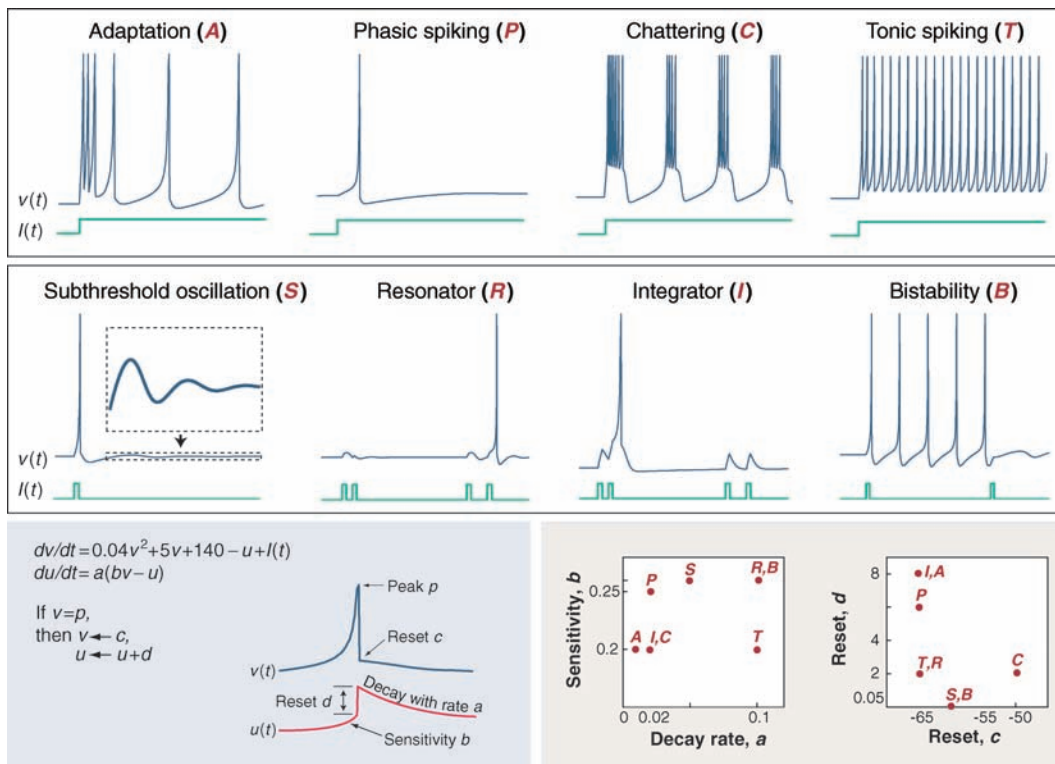 Adaptation (A)
Phasic spiking (P)
Chattering (C)
Tonic spiking (T)
v(t)
I(t)
Subthreshold oscillation (S)
Resonator (R)
Integrator (I)
Bistability (B)
v(t)
I(t)
dv/dt=0.04v²+5v+140 – u+I(t)
du/dt=a(bv – u)
If v=p,
then v ← c,
u ← u+d
Peak p
Reset c
v(t)
Reset d
Decay with rate a
u(t)
Sensitivity b
Sensitivity, b
0.25
0.2
P
S
R,B
A
I,C
T
0
0.02
0.1
Decay rate, a
Reset, d
8
4
2
0.05
I,A
P
T,R
C
S,B
-65
-55
-50
Reset, c